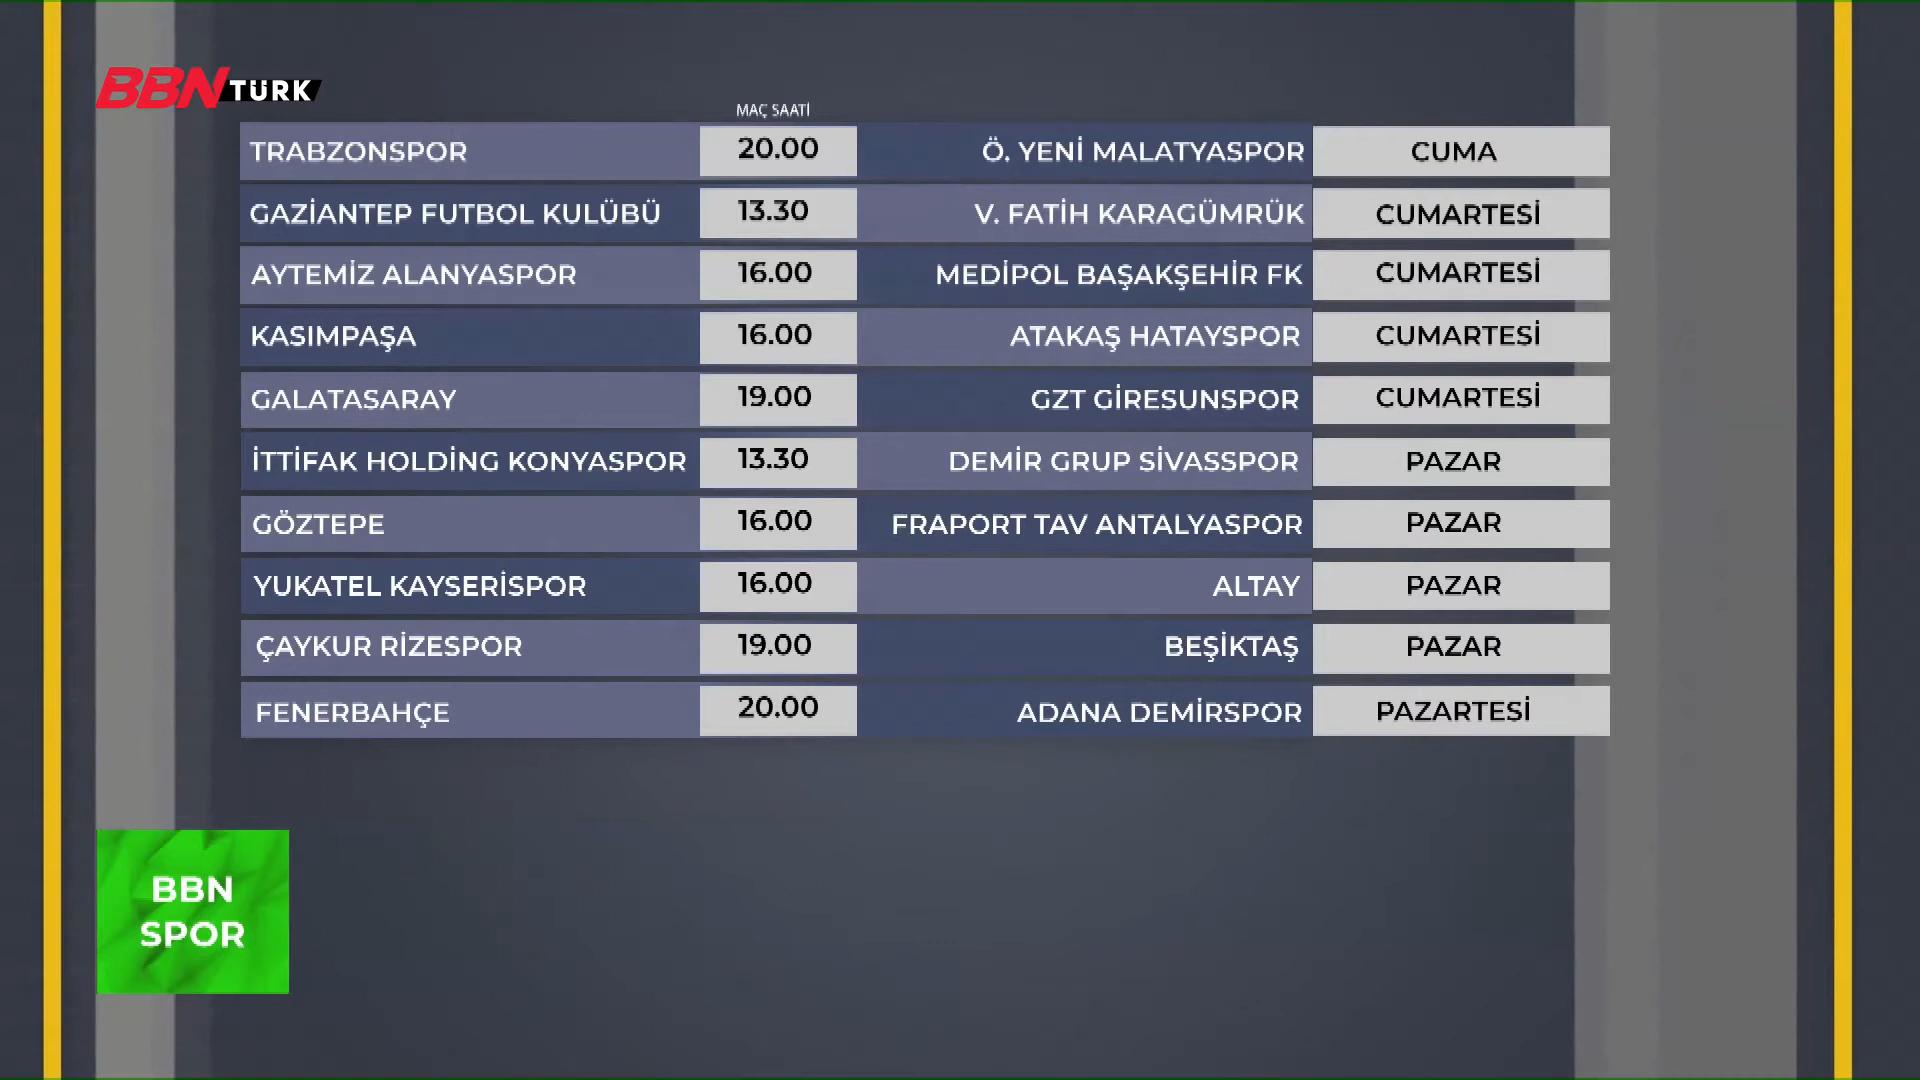 BBN TÜRK
MAÇ SAATİ
TRABZONSPOR 20.00 Ö. YENİ MALATYASPOR CUMA
GAZİANTEP FUTBOL KULÜBÜ 13.30 V. FATİH KARAGÜMRÜK CUMARTESİ
AYTEMİZ ALANYASPOR 16.00 MEDİPOL BAŞAKŞEHİR FK CUMARTESİ
KASIMPAŞA 16.00 ATAKAŞ HATAYSPOR CUMARTESİ
GALATASARAY 19.00 GZT GİRESUNSPOR CUMARTESİ
İTTİFAK HOLDİNG KONYASPOR 13.30 DEMİR GRUP SİVASSPOR PAZAR
GÖZTEPE 16.00 FRAPORT TAV ANTALYASPOR PAZAR
YUKATEL KAYSERİSPOR 16.00 ALTAY PAZAR
ÇAYKUR RİZESPOR 19.00 BEŞİKTAŞ PAZAR
FENERBAHÇE 20.00 ADANA DEMİRSPOR PAZARTESİ
BBN
SPOR